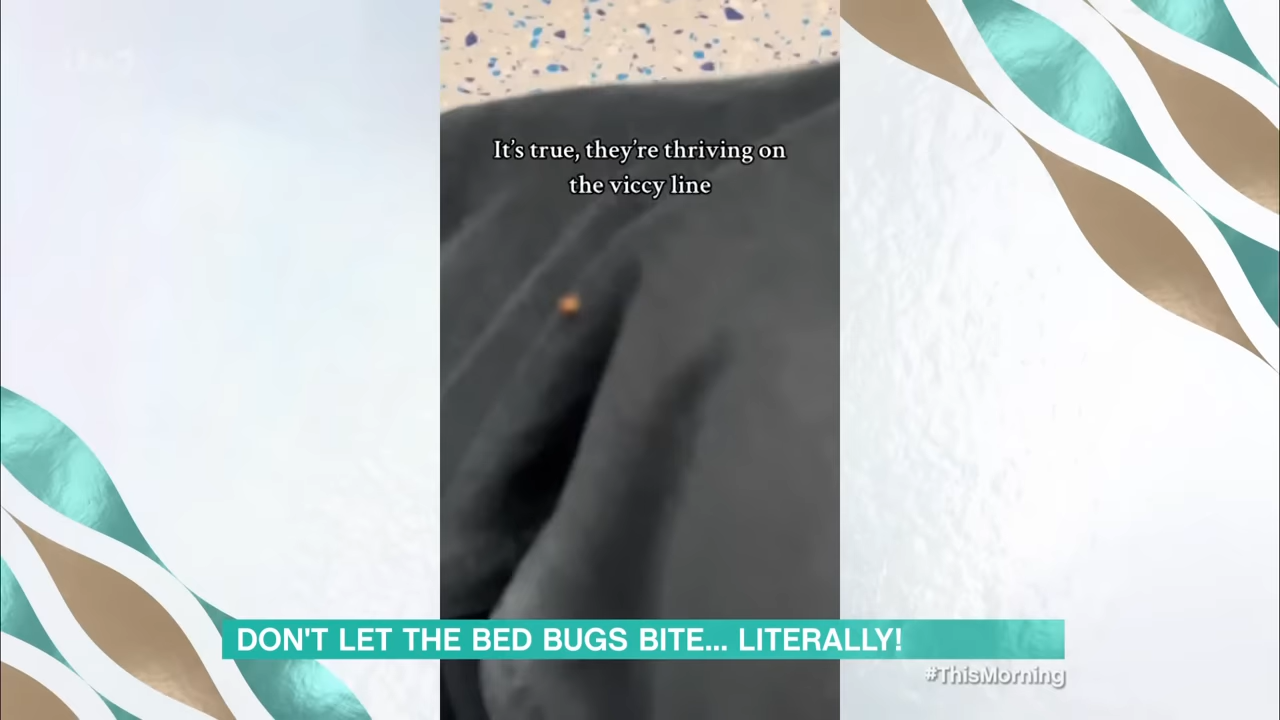 It's true, they're thriving on
the viccy line
DON'T LET THE BED BUGS BITE... LITERALLY!
#ThisMorning